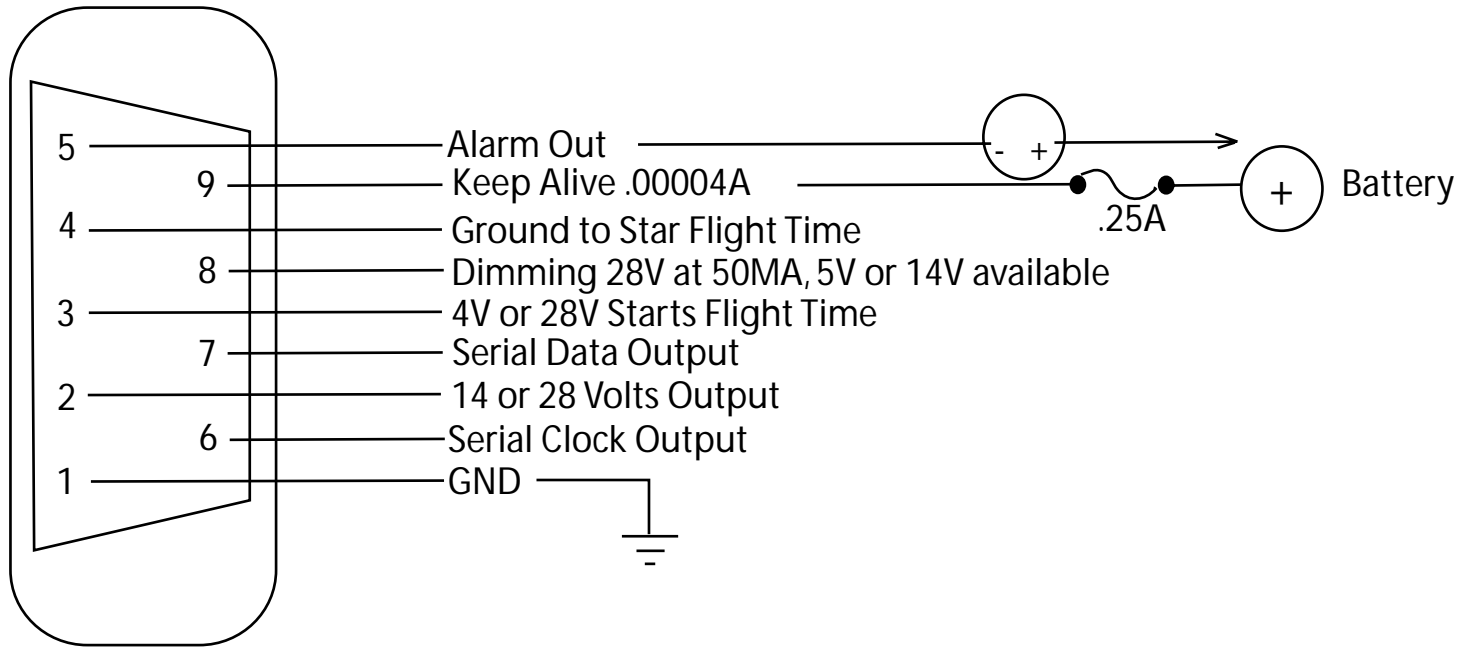 5 Alarm Out - +
9 Keep Alive .00004A .25A + Battery
4 Ground to Star Flight Time
8 Dimming 28V at 50MA, 5V or 14V available
3 4V or 28V Starts Flight Time
7 Serial Data Output
2 14 or 28 Volts Output
6 Serial Clock Output
1 GND